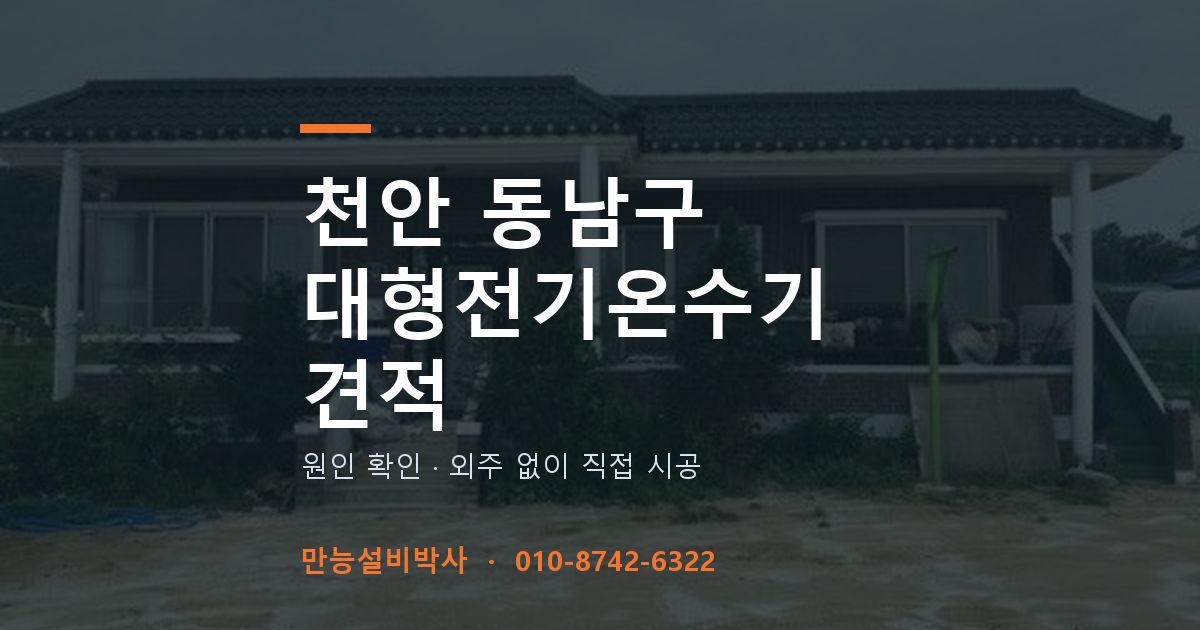 천안 동남구
대형전기온수기
견적
원인 확인 · 외주 없이 직접 시공
만능설비박사 · 010-8742-6322